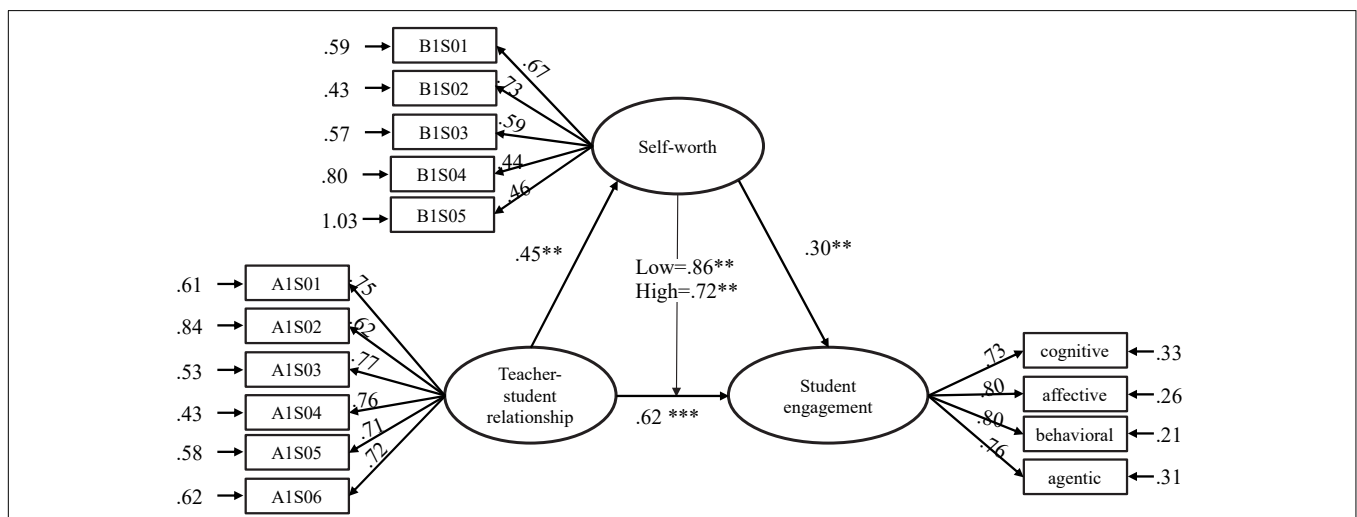 .59 B1S01 .67
.43 B1S02 .73
.57 B1S03 .59
.80 B1S04 .44
1.03 B1S05 .46
Self-worth
.45**
.30**
Low=.86**
High=.72**
.61 A1S01 .75
.84 A1S02 .62
.53 A1S03 .77
.43 A1S04 .76
.58 A1S05 .71
.62 A1S06 .72
Teacher-
student
relationship
.62 ***
Student
engagement
.73 cognitive .33
.80 affective .26
.80 behavioral .21
.76 agentic .31